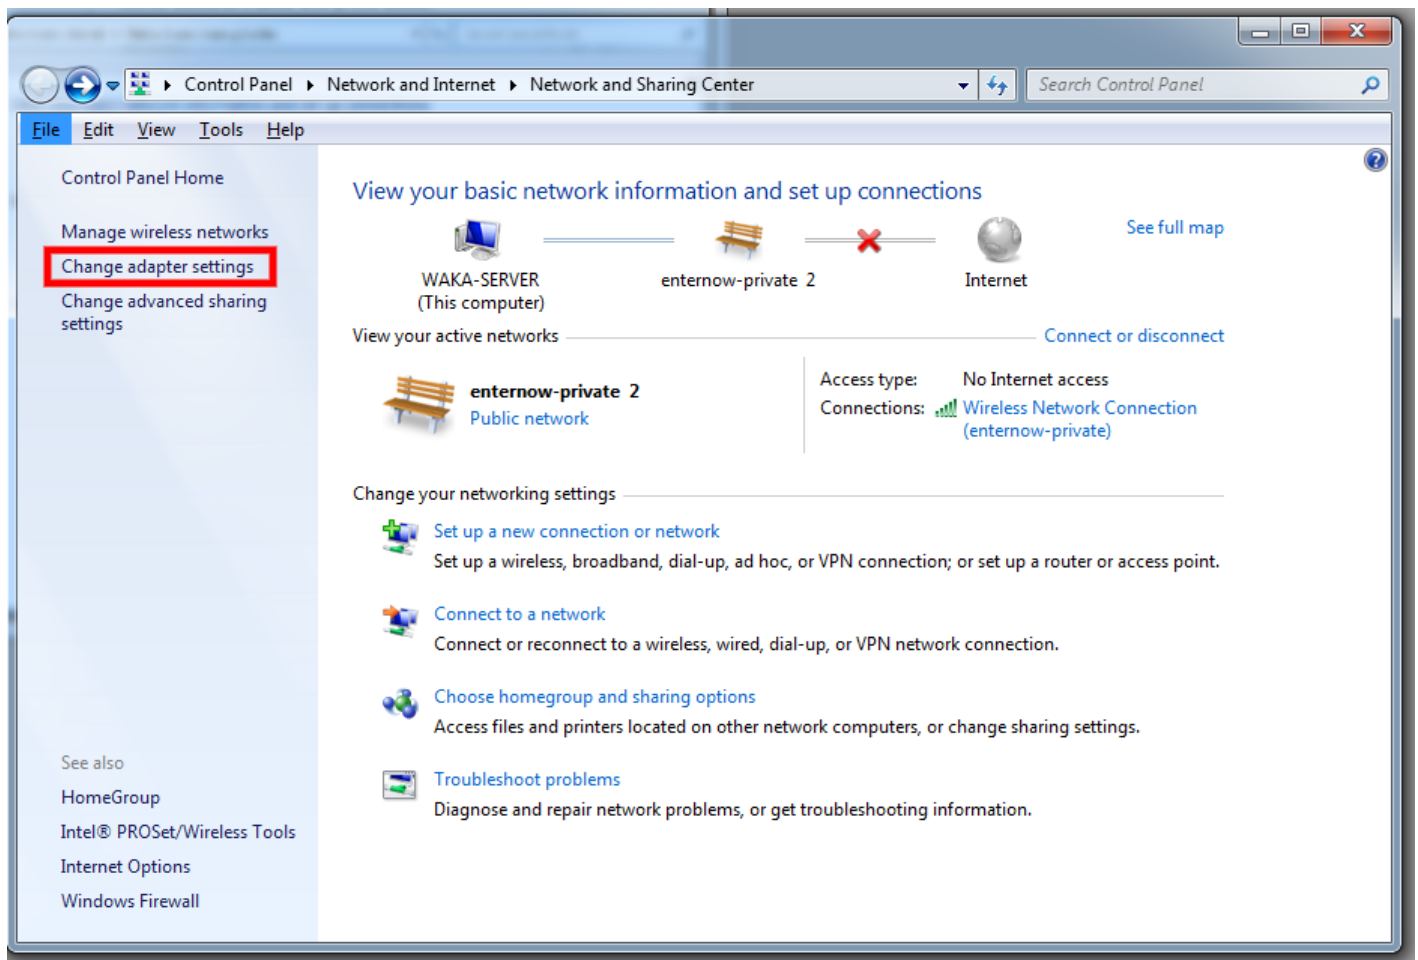 Control Panel ▸ Network and Internet ▸ Network and Sharing Center
Search Control Panel
File Edit View Tools Help
Control Panel Home
Manage wireless networks
Change adapter settings
Change advanced sharing
settings
See also
HomeGroup
Intel® PROSet/Wireless Tools
Internet Options
Windows Firewall
View your basic network information and set up connections
See full map
WAKA-SERVER
(This computer)
enternow-private 2
Internet
View your active networks
Connect or disconnect
enternow-private 2
Public network
Access type: No Internet access
Connections: Wireless Network Connection
(enternow-private)
Change your networking settings
Set up a new connection or network
Set up a wireless, broadband, dial-up, ad hoc, or VPN connection; or set up a router or access point.
Connect to a network
Connect or reconnect to a wireless, wired, dial-up, or VPN network connection.
Choose homegroup and sharing options
Access files and printers located on other network computers, or change sharing settings.
Troubleshoot problems
Diagnose and repair network problems, or get troubleshooting information.